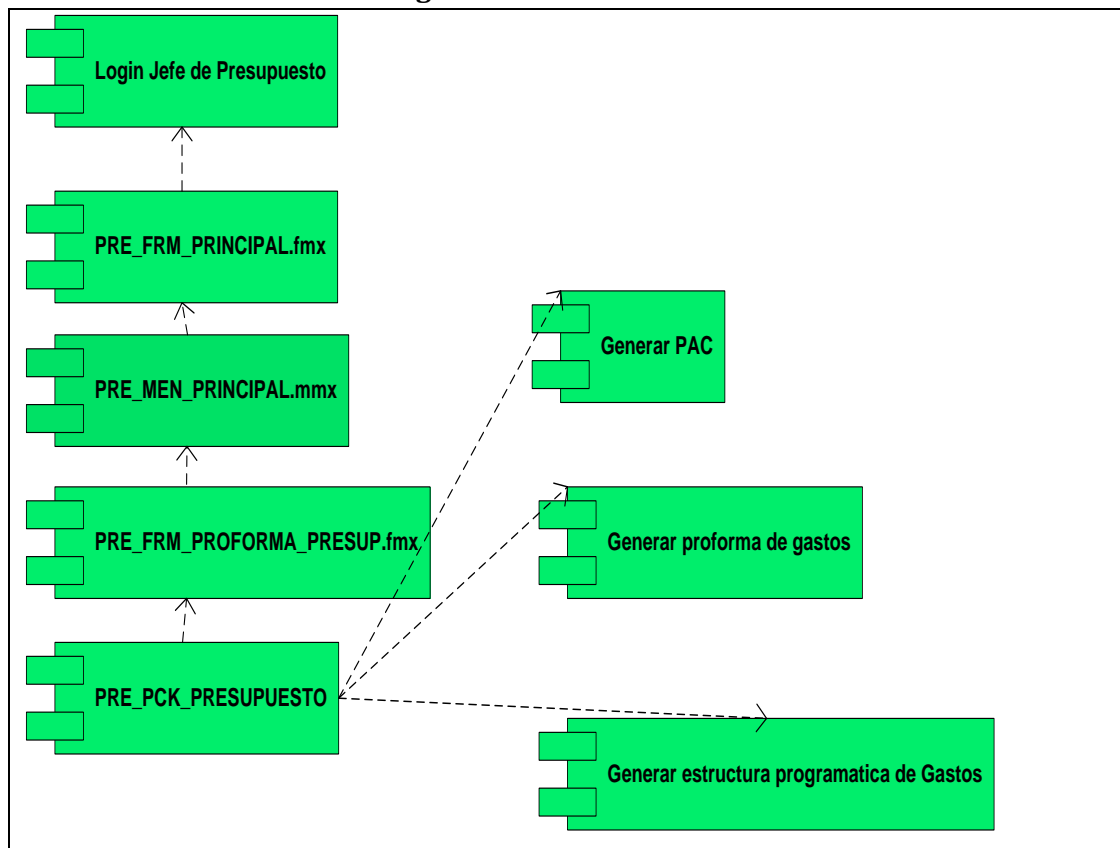 Login Jefe de Presupuesto
PRE_FRM_PRINCIPAL.fmx
PRE_MEN_PRINCIPAL.mmx
PRE_FRM_PROFORMA_PRESUP.fmx
PRE_PCK_PRESUPUESTO
Generar PAC
Generar proforma de gastos
Generar estructura programatica de Gastos